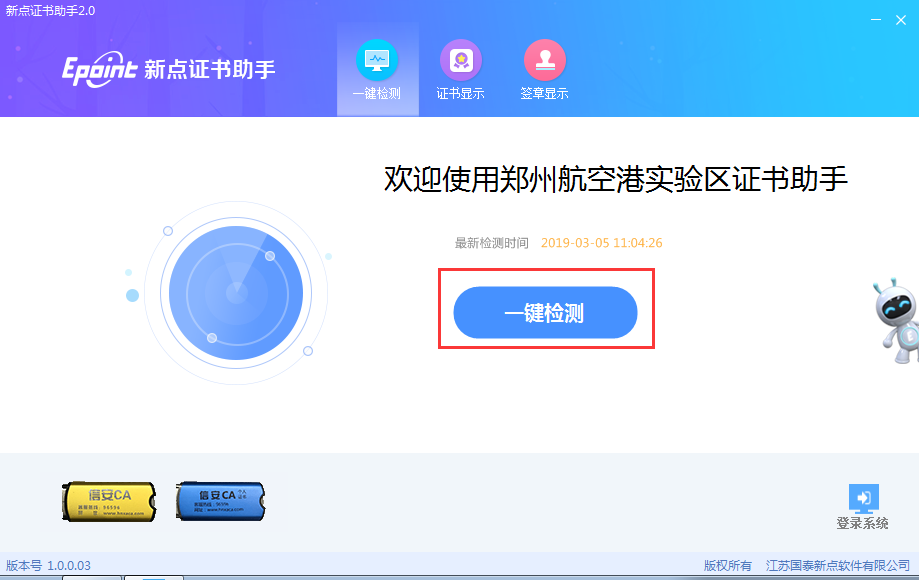 新点证书助手2.0
Epoint 新点证书助手
一键检测
证书显示
签章显示
欢迎使用郑州航空港实验区证书助手
最新检测时间 2019-03-05 11:04:26
一键检测
信安CA
信安CA
登录系统
版本号 1.0.0.03
版权所有 江苏国泰新点软件有限公司